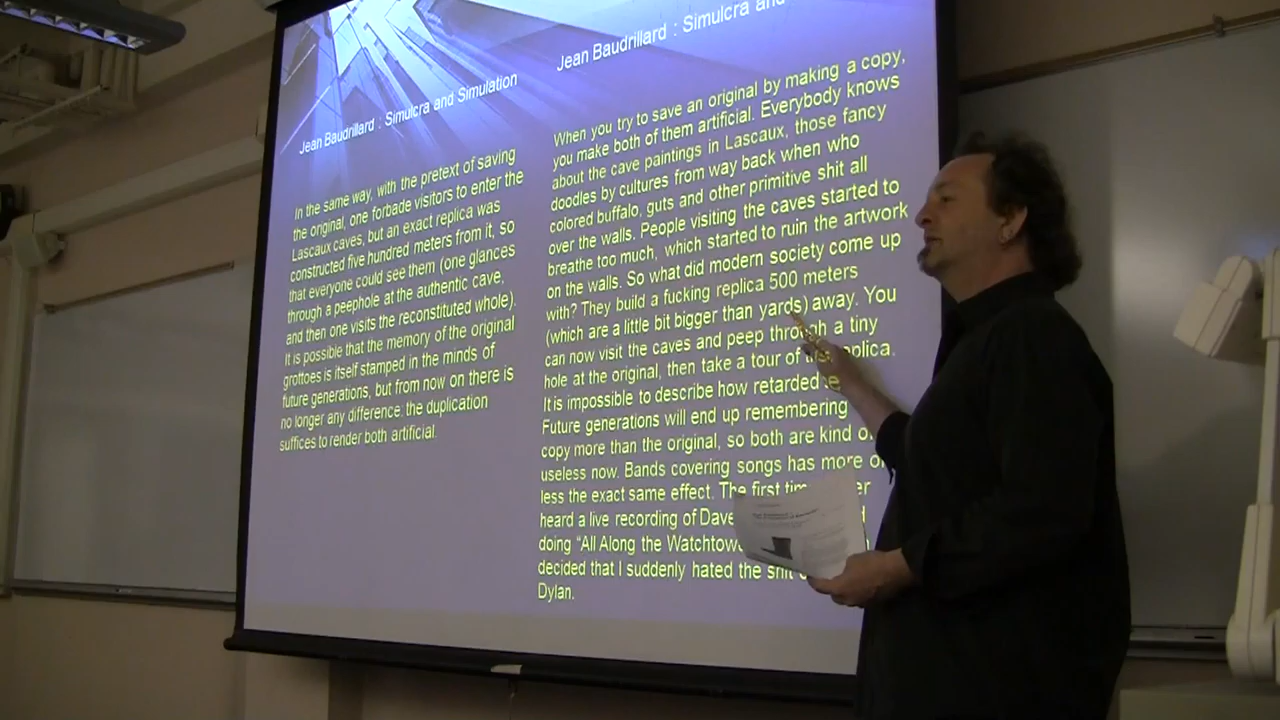 Jean Baudrillard : Simulcra and Simulation
In the same way, with the pretext of saving
the original, one forbade visitors to enter the
Lascaux caves, but an exact replica was
constructed five hundred meters from it, so
that everyone could see them (one glances
through a peephole at the authentic cave,
and then one visits the reconstituted whole).
It is possible that the memory of the original
grottoes is itself stamped in the minds of
future generations, but from now on there is
no longer any difference: the duplication
suffices to render both artificial.
Jean Baudrillard : Simulcra and
When you try to save an original by making a copy,
you make both of them artificial. Everybody knows
about the cave paintings in Lascaux, those fancy
doodles by cultures from way back when who
colored buffalo, guts and other primitive shit all
over the walls. People visiting the caves started to
breathe too much, which started to ruin the artwork
on the walls. So what did modern society come up
with? They build a fucking replica 500 meters
(which are a little bit bigger than yards) away. You
can now visit the caves and peep through a tiny
hole at the original, then take a tour of replica.
It is impossible to describe how retarded
Future generations will end up remembering
copy more than the original, so both are kind of
useless now. Bands covering songs has more or
less the exact same effect. The first
heard a live recording of Dave
doing “All Along the
decided that I suddenly hated the shit
Dylan.